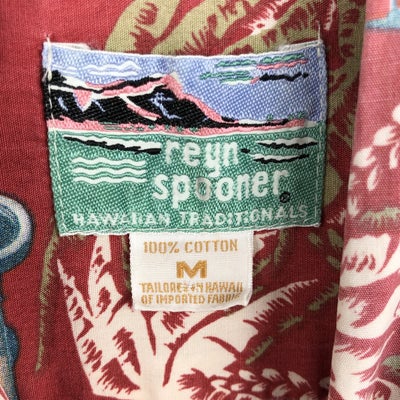 reyn
spooner®
HAWAIIAN TRADITIONALS
100% COTTON
M
TAILORED IN HAWAII
OF IMPORTED FABRIC